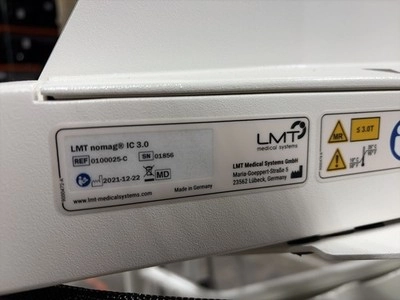 LMT nomag® IC 3.0
REF 0100025-C SN 01856
2021-12-22 MD
Made in Germany
www.lmt-medicalsystems.com
LMT
medical systems
LMT Medical Systems GmbH
Maria-Goeppert-Straße 5
23562 Lübeck, Germany
MR
≤ 3.0T